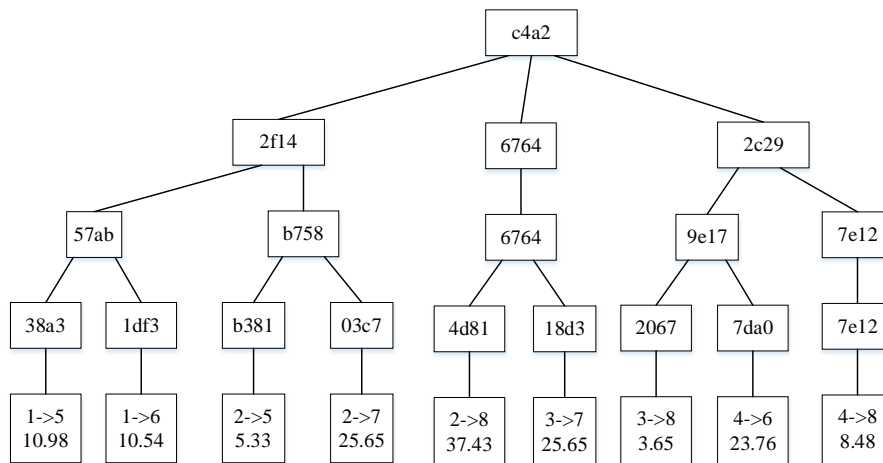 c4a2
2f14
6764
2c29
57ab
b758
6764
9e17
7e12
38a3
1df3
b381
03c7
4d81
18d3
2067
7da0
7e12
1->5
10.98
1->6
10.54
2->5
5.33
2->7
25.65
2->8
37.43
3->7
25.65
3->8
3.65
4->6
23.76
4->8
8.48